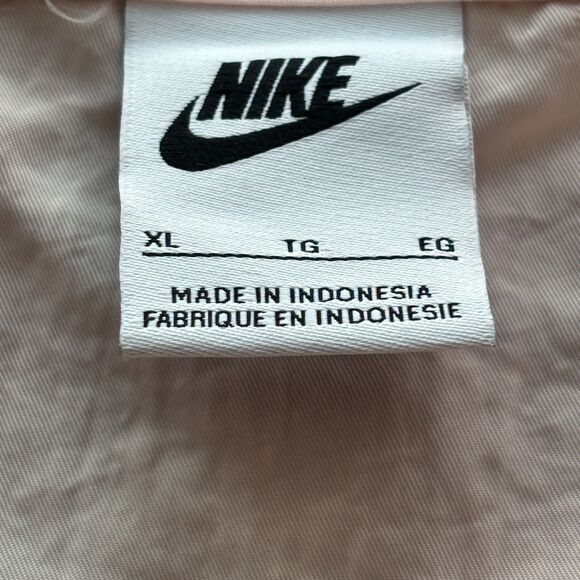 NIKE
XL TG EG
MADE IN INDONESIA
FABRIQUE EN INDONESIE